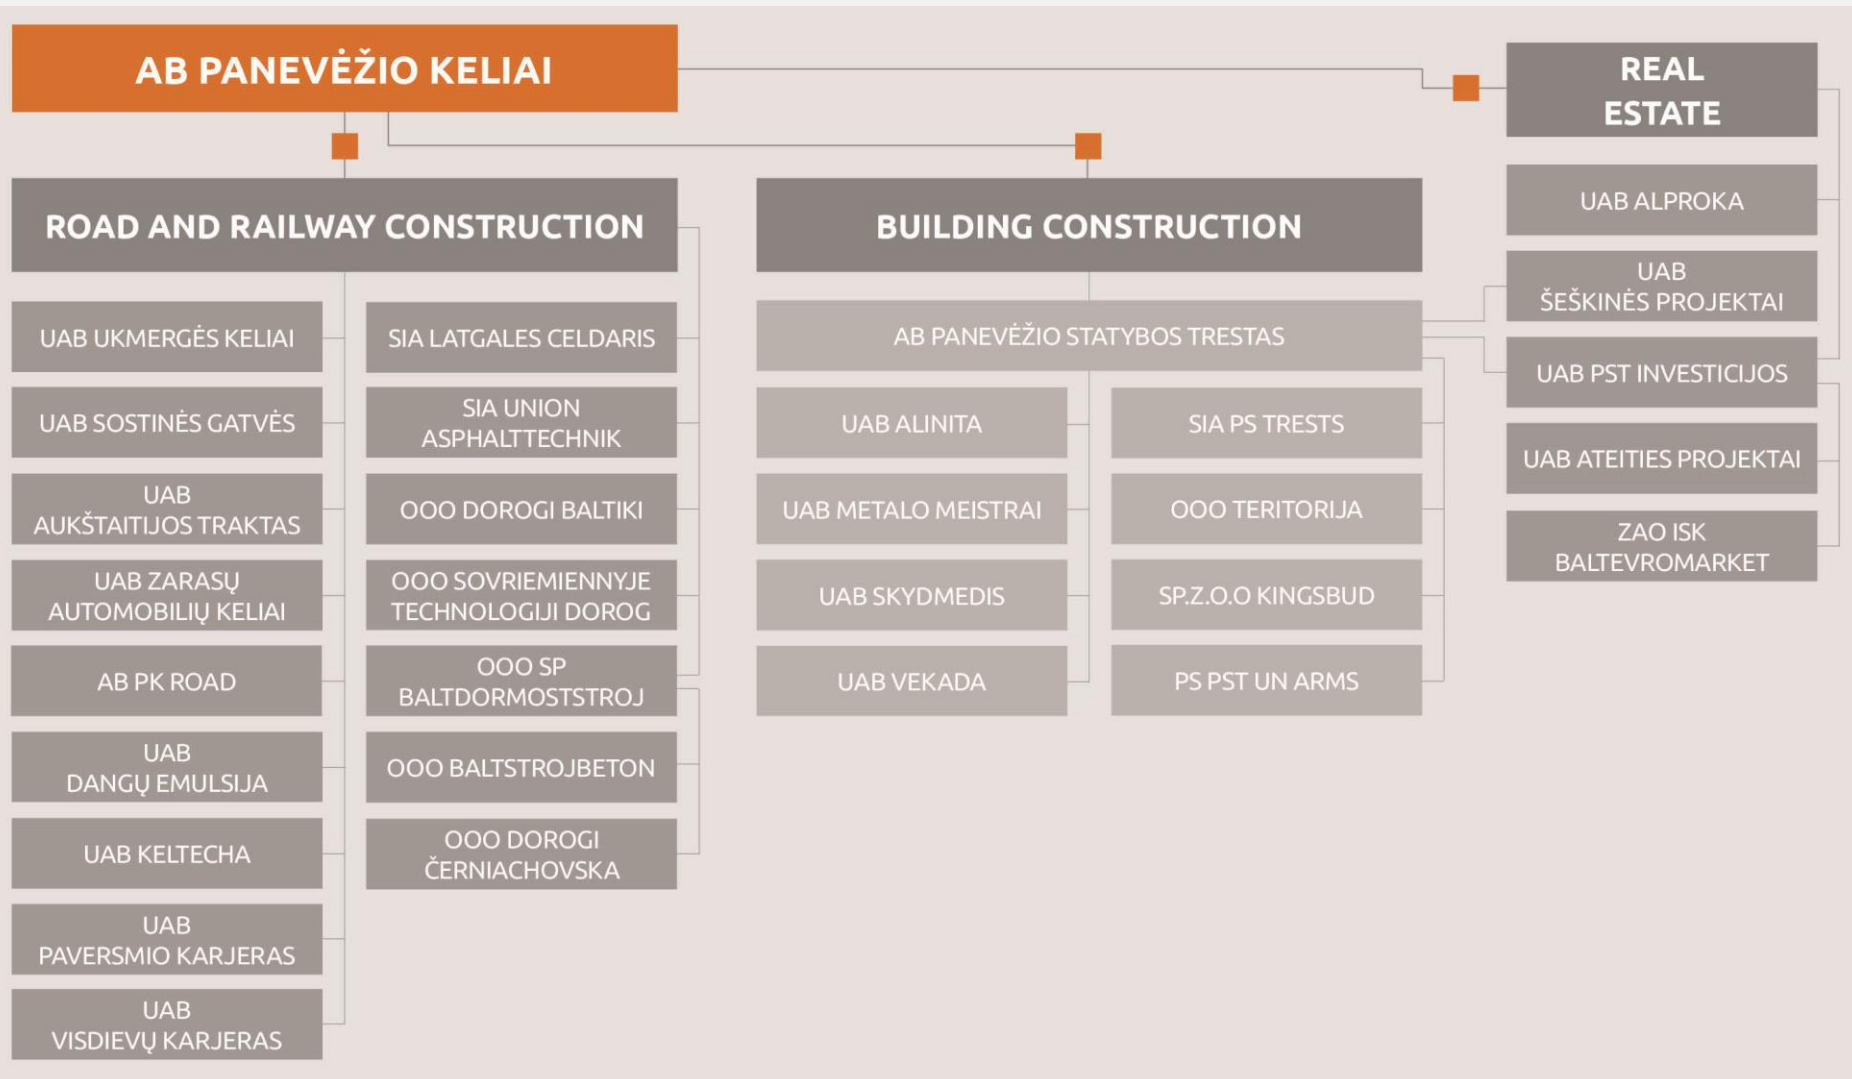 AB PANEVĖŽIO KELIAI
REAL
ESTATE
ROAD AND RAILWAY CONSTRUCTION
UAB UKMERGĖS KELIAI
UAB SOSTINĖS GATVĖS
UAB
AUKŠTAITIJOS TRAKTAS
UAB ZARASŲ
AUTOMOBILIŲ KELIAI
AB PK ROAD
UAB
DANGŲ EMULSIJA
UAB KELTECHA
UAB
PAVERSMIO KARJERAS
UAB
VISDIEVŲ KARJERAS
SIA LATGALES CELDARIS
SIA UNION
ASPHALTTECHNIK
OOO DOROGI BALTIKI
OOO SOVRIEMIENNYJE
TECHNOLOGIJI DOROG
OOO SP
BALTDORMOSTSTROJ
OOO BALTSTROJBETON
OOO DOROGI
ČERNIACHOVSKA
BUILDING CONSTRUCTION
AB PANEVĖŽIO STATYBOS TRESTAS
UAB ALINITA
UAB METALO MEISTRAI
UAB SKYDMEDIS
UAB VEKADA
SIA PS TRESTS
OOO TERITORIJA
SP.Z.O.O KINGSBUD
PS PST UN ARMS
UAB ALPROKA
UAB
ŠEŠKINĖS PROJEKTAI
UAB PST INVESTICIJOS
UAB ATEITIES PROJEKTAI
ZAO ISK
BALTEVROMARKET